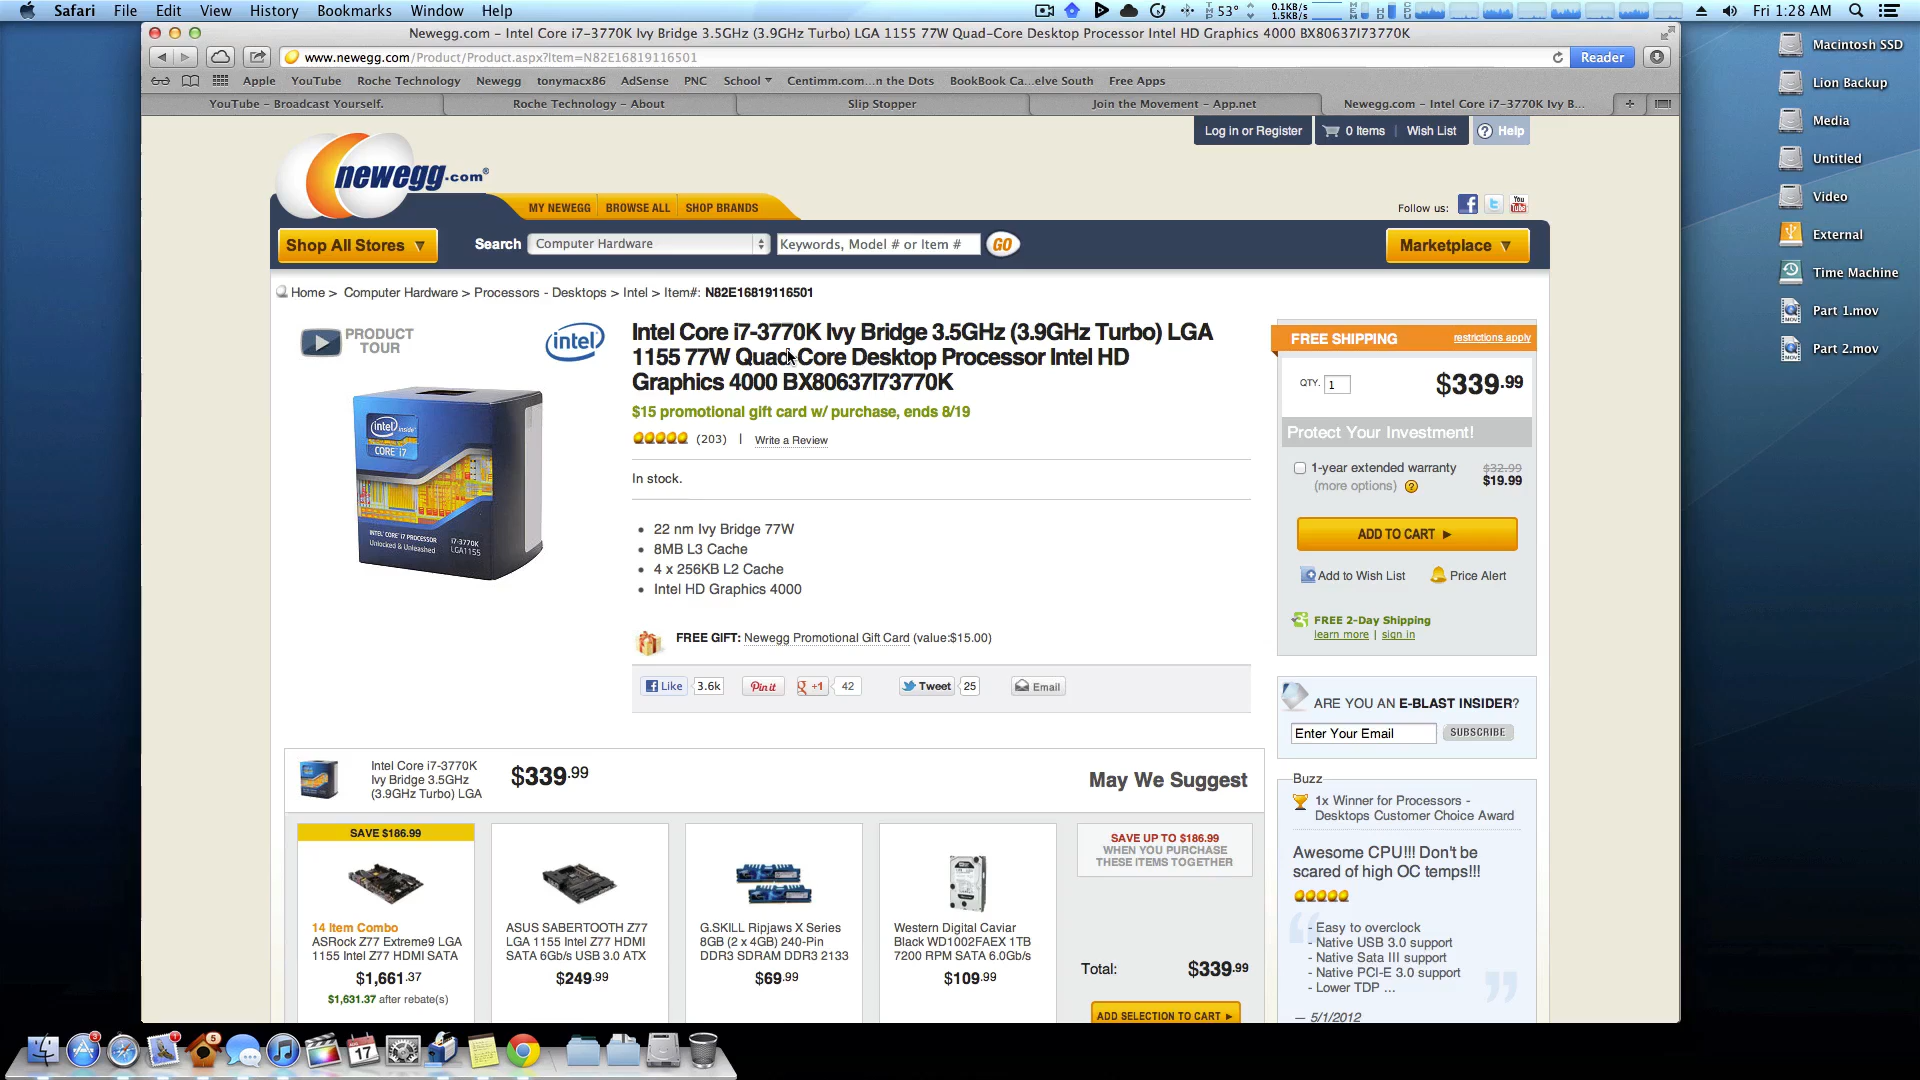 Safari File Edit View History Bookmarks Window Help
53° 0.1KB/s 1.5KB/s Fri 1:28 AM
Newegg.com - Intel Core i7-3770K Ivy Bridge 3.5GHz (3.9GHz Turbo) LGA 1155 77W Quad-Core Desktop Processor Intel HD Graphics 4000 BX80637I73770K
www.newegg.com/Product/Product.aspx?Item=N82E16819116501 Reader
Apple YouTube Roche Technology Newegg tonymacx86 AdSense PNC School Centimm.com...n the Dots BookBook Ca...elve South Free Apps
YouTube - Broadcast Yourself. Roche Technology - About Slip Stopper Join the Movement - App.net Newegg.com - Intel Core i7-3770K Ivy B...
Macintosh SSD
Lion Backup
Media
Untitled
Video
External
Time Machine
Part 1.mov
Part 2.mov
Log in or Register 0 Items Wish List ? Help
newegg.com
MY NEWEGG BROWSE ALL SHOP BRANDS
Follow us:
Shop All Stores Search Computer Hardware Keywords, Model # or Item # GO Marketplace
Home > Computer Hardware > Processors - Desktops > Intel > Item#: N82E16819116501
PRODUCT TOUR
intel
intel inside
CORE i7
INTEL® CORE™ i7 PROCESSOR
Unlocked & Unleashed
i7-3770K
LGA1155
Intel Core i7-3770K Ivy Bridge 3.5GHz (3.9GHz Turbo) LGA
1155 77W Quad-Core Desktop Processor Intel HD
Graphics 4000 BX80637I73770K
$15 promotional gift card w/ purchase, ends 8/19
(203) | Write a Review
In stock.
• 22 nm Ivy Bridge 77W
• 8MB L3 Cache
• 4 x 256KB L2 Cache
• Intel HD Graphics 4000
FREE GIFT: Newegg Promotional Gift Card (value:$15.00)
Like 3.6k Pin it +1 42 Tweet 25 Email
FREE SHIPPING restrictions apply
QTY. 1 $339.99
Protect Your Investment!
1-year extended warranty $32.99
(more options) ? $19.99
ADD TO CART
Add to Wish List Price Alert
FREE 2-Day Shipping
learn more | sign in
ARE YOU AN E-BLAST INSIDER?
Enter Your Email SUBSCRIBE
Buzz
1x Winner for Processors -
Desktops Customer Choice Award
Awesome CPU!!! Don't be
scared of high OC temps!!!
- Easy to overclock
- Native USB 3.0 support
- Native Sata III support
- Native PCI-E 3.0 support
- Lower TDP ...
— 5/1/2012
Intel Core i7-3770K
Ivy Bridge 3.5GHz
(3.9GHz Turbo) LGA
$339.99
May We Suggest
SAVE $186.99
14 Item Combo
ASRock Z77 Extreme9 LGA
1155 Intel Z77 HDMI SATA
$1,661.37
$1,631.37 after rebate(s)
ASUS SABERTOOTH Z77
LGA 1155 Intel Z77 HDMI
SATA 6Gb/s USB 3.0 ATX
$249.99
G.SKILL Ripjaws X Series
8GB (2 x 4GB) 240-Pin
DDR3 SDRAM DDR3 2133
$69.99
Western Digital Caviar
Black WD1002FAEX 1TB
7200 RPM SATA 6.0Gb/s
$109.99
SAVE UP TO $186.99
WHEN YOU PURCHASE
THESE ITEMS TOGETHER
Total: $339.99
ADD SELECTION TO CART
3 1 5 17